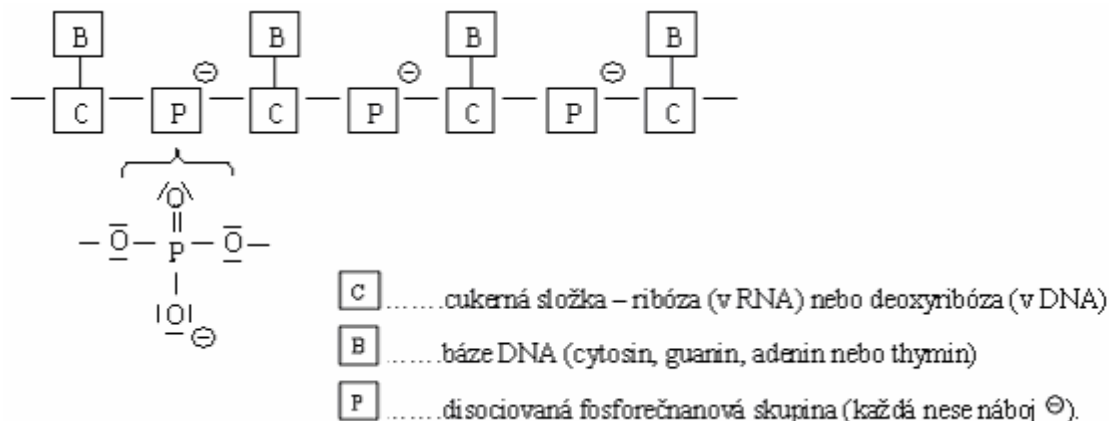 B B B B
⊖ ⊖ ⊖
C P C P C P C
O
O P O
O
⊖
C ........cukerná složka – ribóza (v RNA) nebo deoxyribóza (v DNA)
B .......báze DNA (cytosin, guanin, adenin nebo thymin)
P .......disociovaná fosforečnanová skupina (každá nese náboj ⊖).